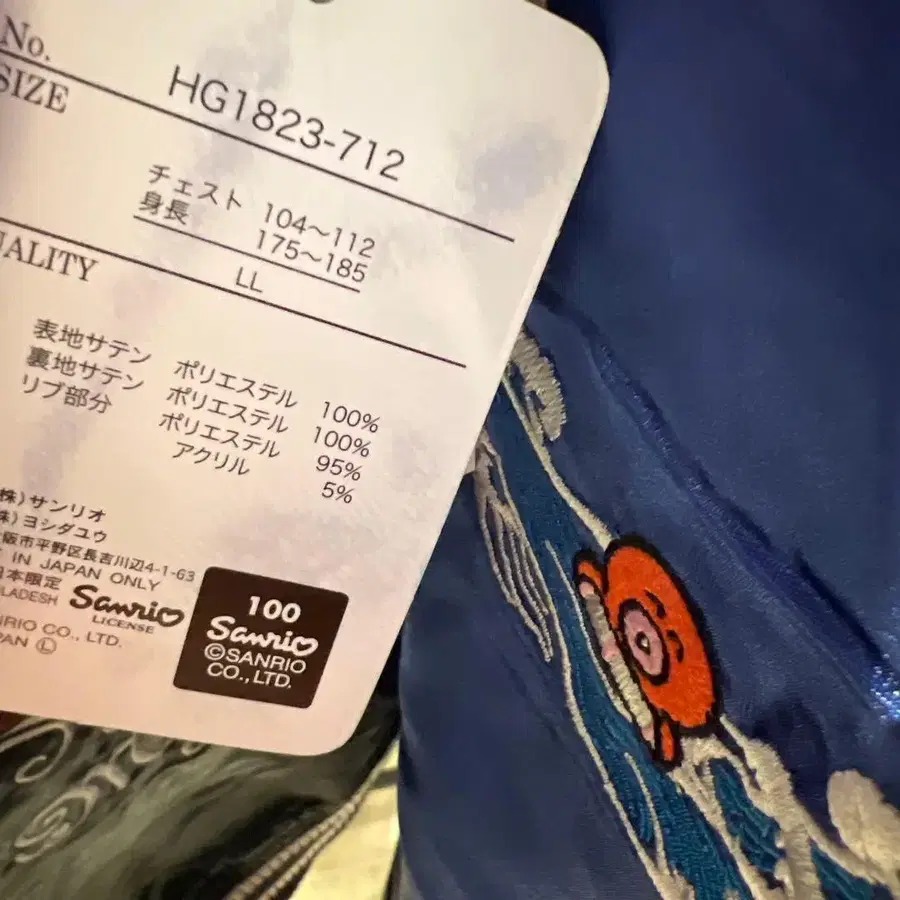 No.
HG1823-712
SIZE
チェスト 104～112
身長 175～185
LL
UALITY
表地サテン ポリエステル 100%
裏地サテン ポリエステル 100%
リブ部分 ポリエステル 95%
アクリル 5%
株)サンリオ
株)ヨシダユウ
阪市平野区長吉川辺4-1-63
IN JAPAN ONLY
日本限定
LADESH
Sanrio
LICENSE
NRIO CO., LTD.
PAN Ⓛ
100
Sanrio
©SANRIO
CO., LTD.